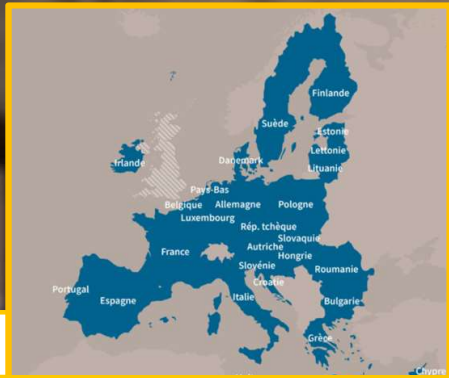 Finlande
Suède
Estonie
Lettonie
Danemark
Lituanie
Irlande
Pays-Bas
Belgique
Allemagne
Pologne
Luxembourg
Rép. tchèque
Slovaquie
France
Autriche
Hongrie
Slovénie
Roumanie
Croatie
Portugal
Espagne
Italie
Bulgarie
Grèce
Chypre